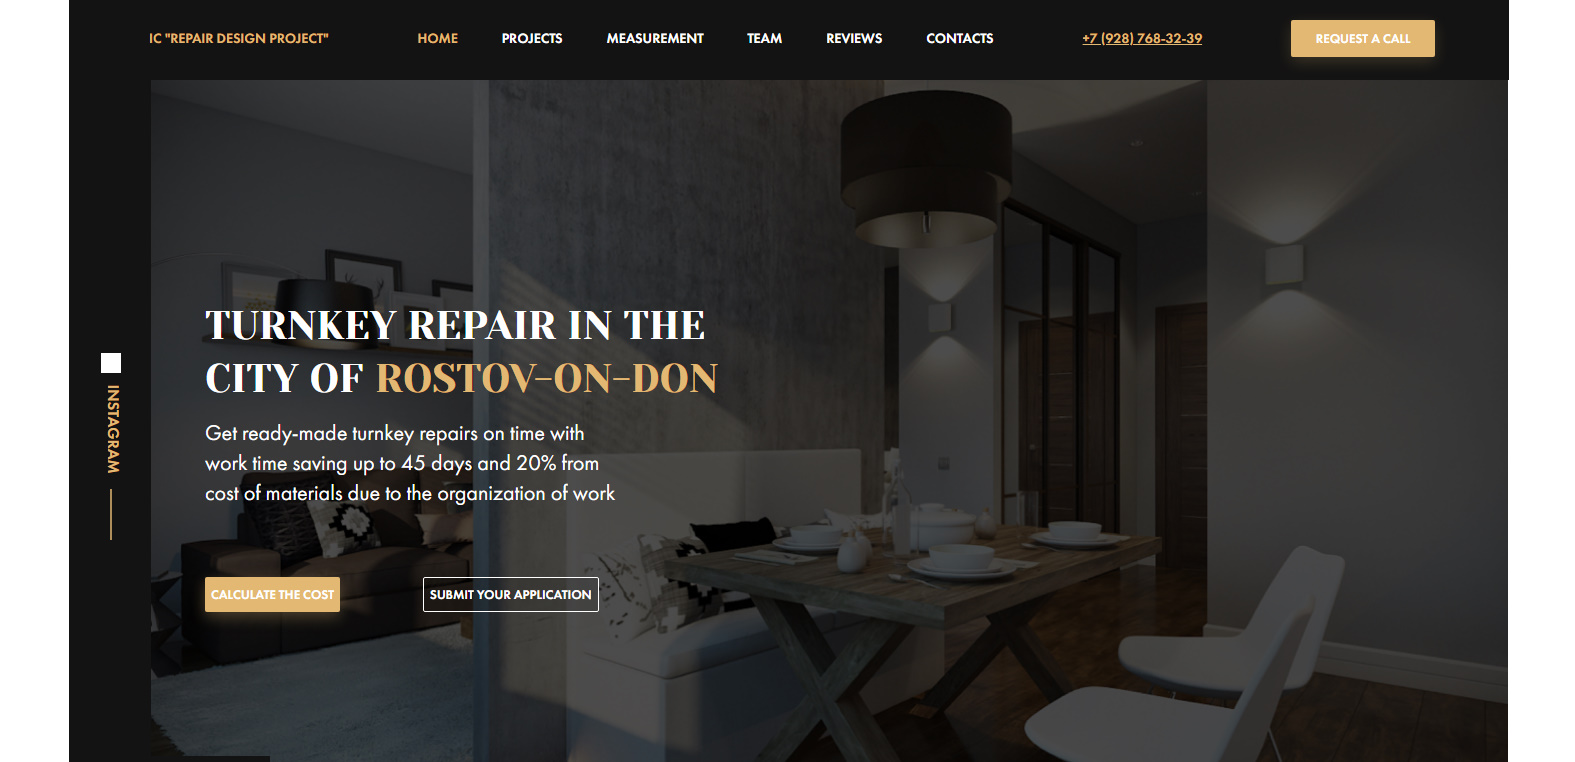 IC "REPAIR DESIGN PROJECT"
HOME
PROJECTS
MEASUREMENT
TEAM
REVIEWS
CONTACTS
+7 (928) 768-32-39
REQUEST A CALL
INSTAGRAM
TURNKEY REPAIR IN THE
CITY OF ROSTOV-ON-DON
Get ready-made turnkey repairs on time with
work time saving up to 45 days and 20% from
cost of materials due to the organization of work
CALCULATE THE COST
SUBMIT YOUR APPLICATION